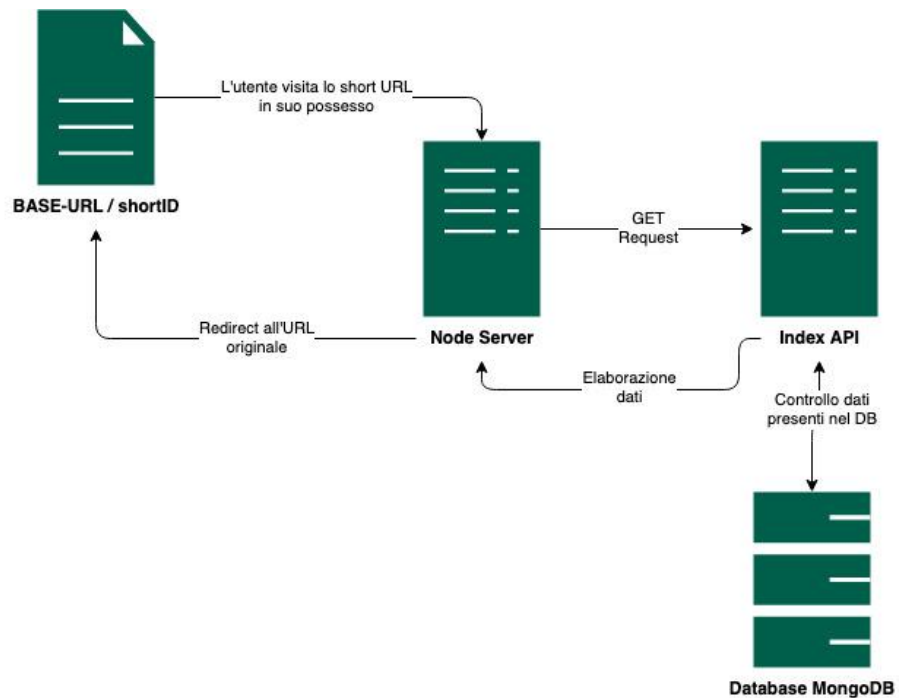 L'utente visita lo short URL
in suo possesso
BASE-URL / shortID
GET
Request
Redirect all'URL
originale
Node Server
Index API
Elaborazione
dati
Controllo dati
presenti nel DB
Database MongoDB